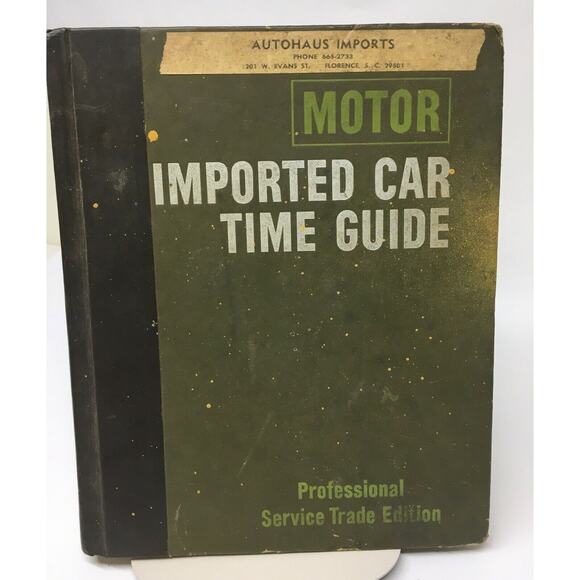 AUTOHAUS IMPORTS
PHONE 665-2733
201 W. EVANS ST. FLORENCE, S. C. 29501
MOTOR
IMPORTED CAR
TIME GUIDE
Professional
Service Trade Edition